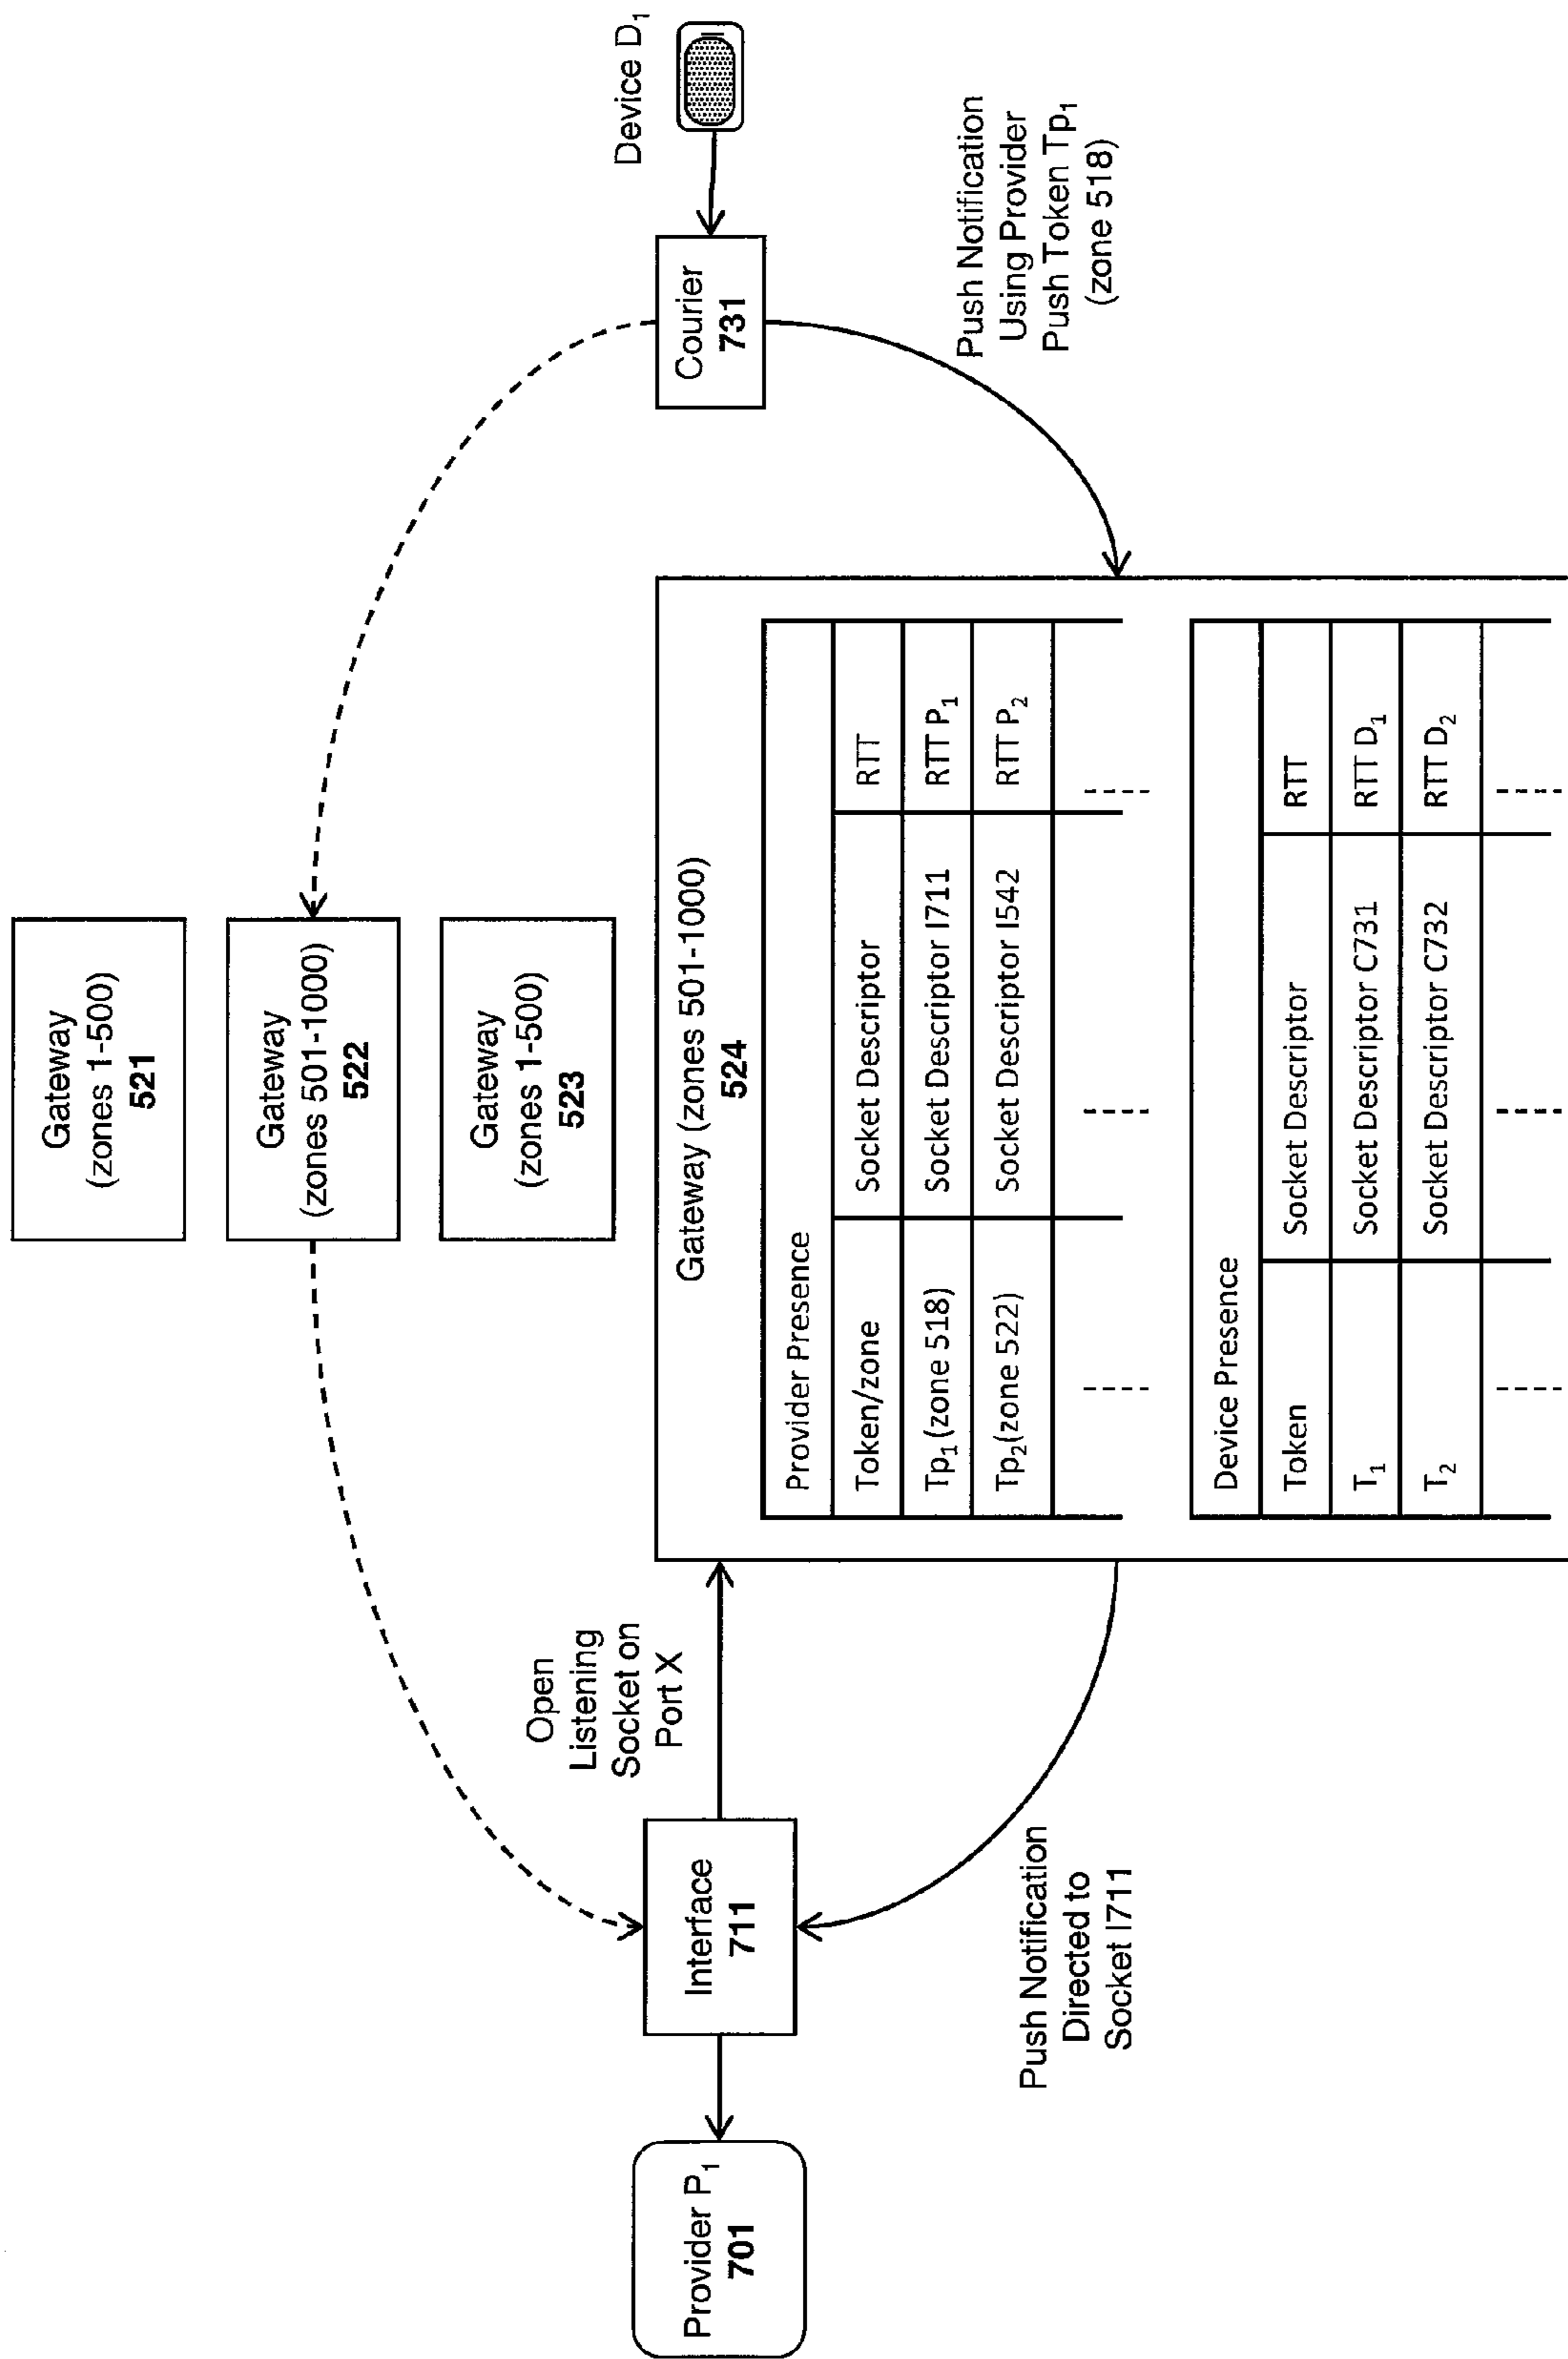 Gateway
(zones 1-500)
521
Gateway
(zones 501-1000)
522
Gateway
(zones 1-500)
523
Provider P₁
701
Interface
711
Open
Listening
Socket on
Port X
Push Notification
Directed to
Socket I711
Gateway (zones 501-1000)
524
Provider Presence
Token/zone Socket Descriptor RTT
Tp₁ (zone 518) Socket Descriptor I711 RTT P₁
Tp₂(zone 522) Socket Descriptor I542 RTT P₂
Device Presence
Token Socket Descriptor RTT
T₁ Socket Descriptor C731 RTT D₁
T₂ Socket Descriptor C732 RTT D₂
Courier
731
Device D₁
Push Notification
Using Provider
Push Token Tp₁
(zone 518)